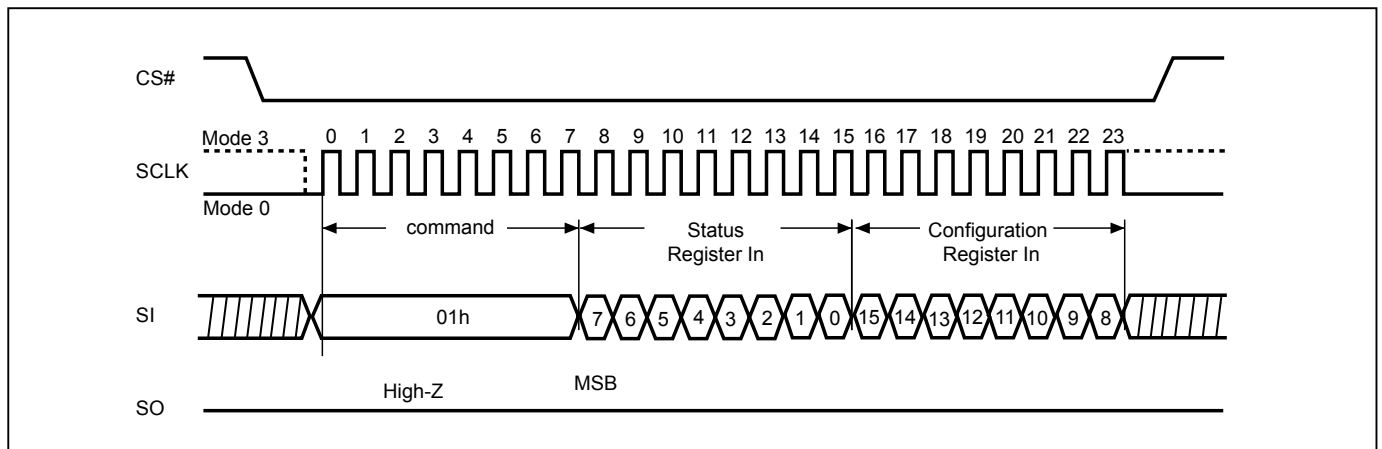 CS#
Mode 3
0 1 2 3 4 5 6 7 8 9 10 11 12 13 14 15 16 17 18 19 20 21 22 23
SCLK
Mode 0
command
Status
Register In
Configuration
Register In
SI
01h
7 6 5 4 3 2 1 0 15 14 13 12 11 10 9 8
High-Z
MSB
SO